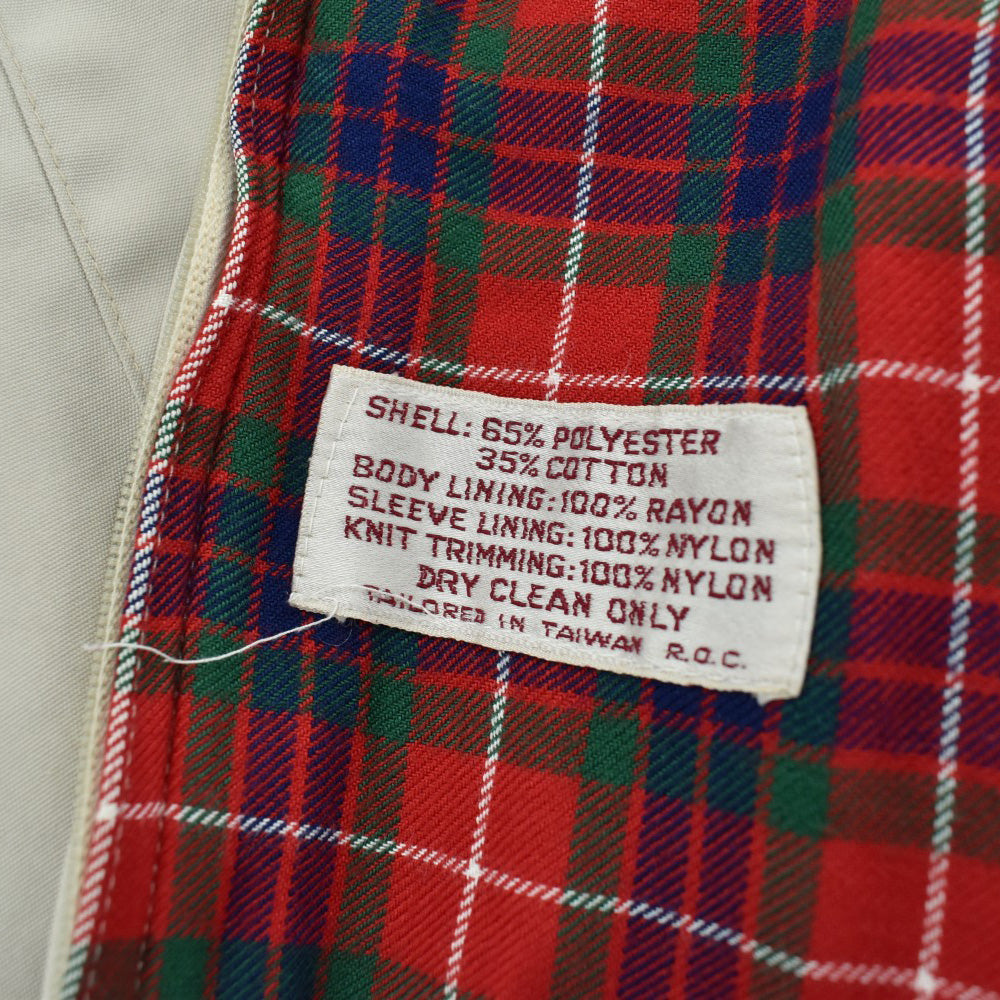 SHELL: 65% POLYESTER
35% COTTON
BODY LINING: 100% RAYON
SLEEVE LINING: 100% NYLON
KNIT TRIMMING: 100% NYLON
DRY CLEAN ONLY
TAILORED IN TAIWAN R.O.C.